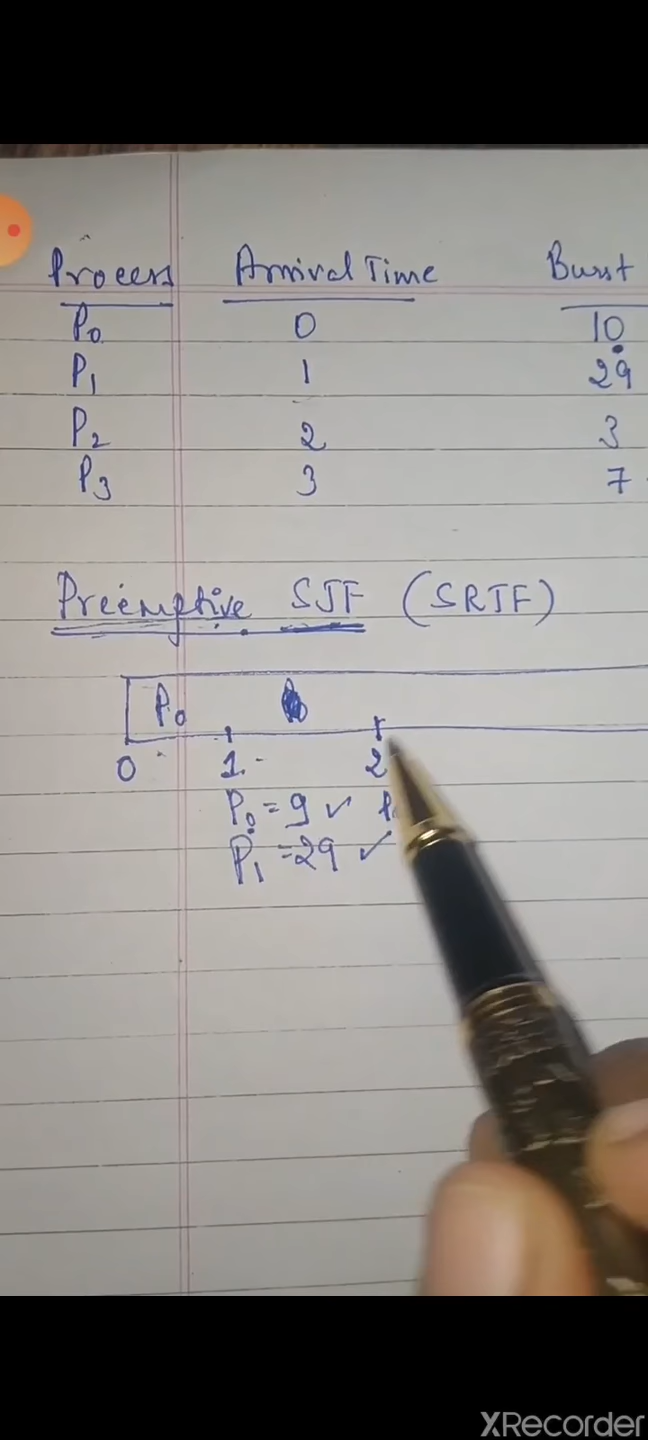 Process Arrival Time Burst
P0 0 10
P1 1 29
P2 2 3
P3 3 7
Preemptive SJF (SRTF)
P0
0 1 2
P0 = 9 ✓
P1 = 29 ✓
XRecorder